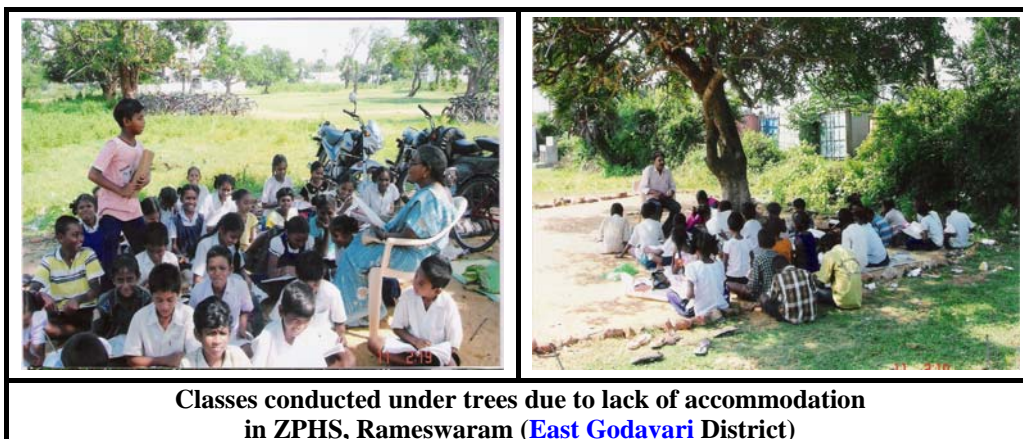 Classes conducted under trees due to lack of accommodation
in ZPHS, Rameswaram (East Godavari District)